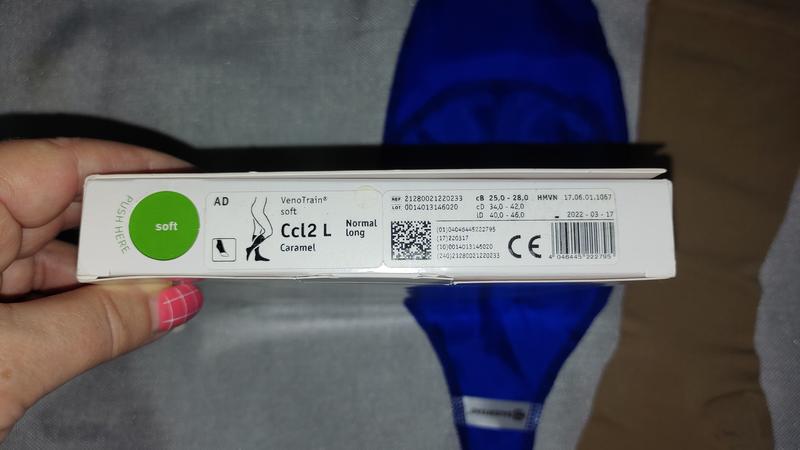 PUSH HERE
soft
AD
VenoTrain®
soft
Ccl2 L
Caramel
Normal
long
REF 21280021220233
LOT 0014013146020
cB 25,0 - 28,0
cD 34,0 - 42,0
lD 40,0 - 46,0
HMVN 17.06.01.1067
2022 - 03 - 17
(01)04046445222795
(17)220317
(10)0014013146020
(240)21280021220233
CE
4 046445 222795